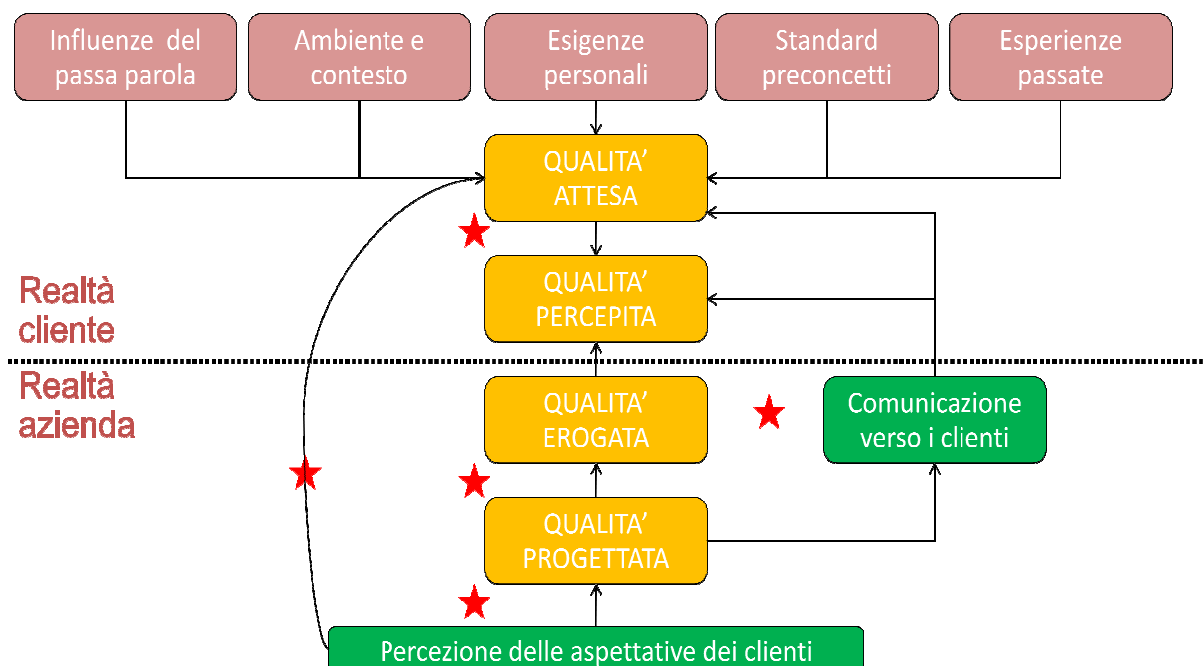 Influenze del
passa parola
Ambiente e
contesto
Esigenze
personali
Standard
preconcetti
Esperienze
passate
QUALITA’
ATTESA
QUALITA’
PERCEPITA
Realtà
cliente
Realtà
azienda
QUALITA’
EROGATA
Comunicazione
verso i clienti
QUALITA’
PROGETTATA
Percezione delle aspettative dei clienti